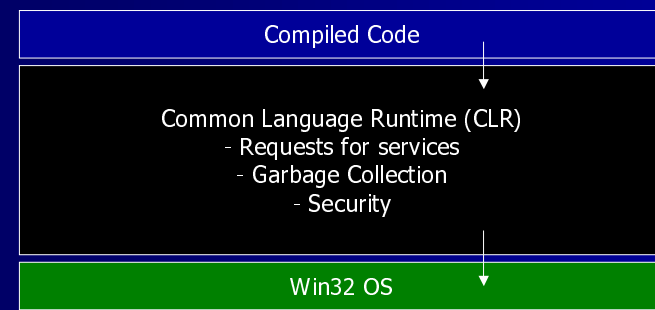 Compiled Code
Common Language Runtime (CLR)
- Requests for services
- Garbage Collection
- Security
Win32 OS